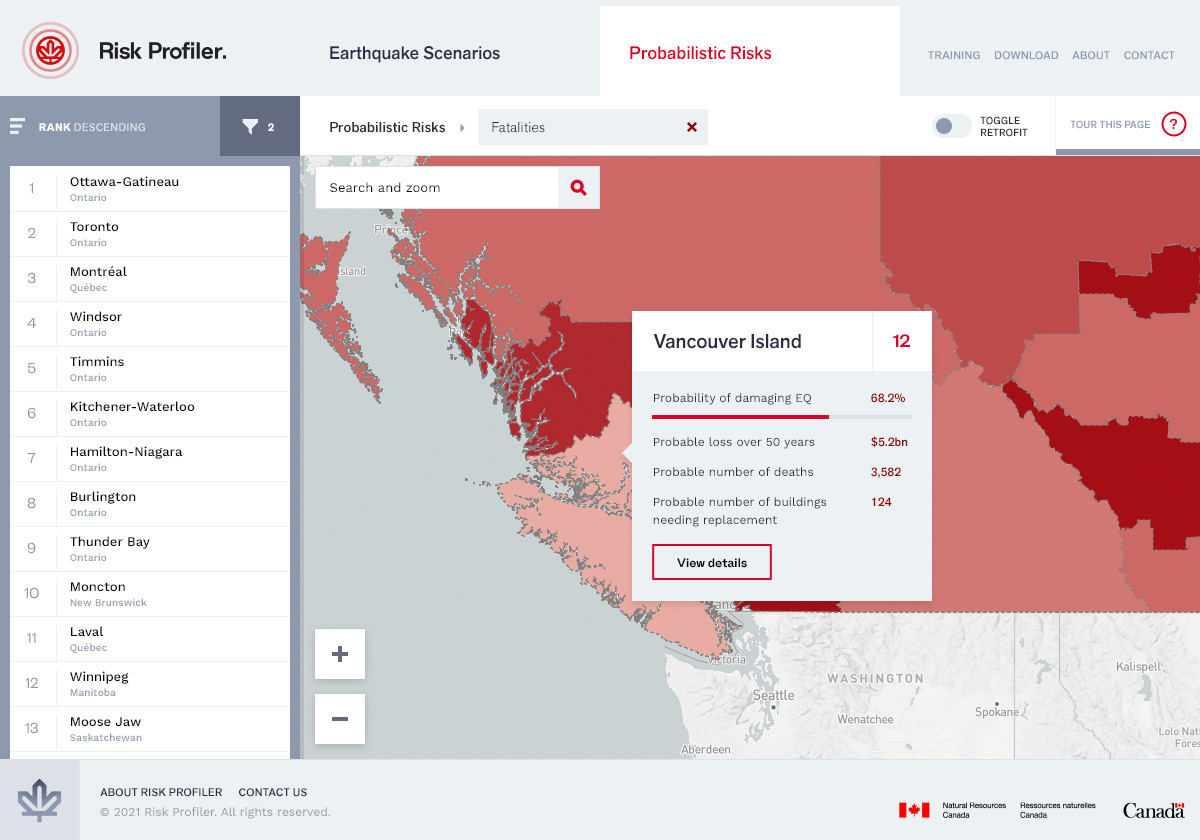 Risk Profiler.
Earthquake Scenarios
Probabilistic Risks
TRAINING
DOWNLOAD
ABOUT
CONTACT
RANK DESCENDING
2
Probabilistic Risks
Fatalities
TOGGLE
RETROFIT
TOUR THIS PAGE
?
Search and zoom
1
Ottawa-Gatineau
Ontario
2
Toronto
Ontario
3
Montréal
Québec
4
Windsor
Ontario
5
Timmins
Ontario
6
Kitchener-Waterloo
Ontario
7
Hamilton-Niagara
Ontario
8
Burlington
Ontario
9
Thunder Bay
Ontario
10
Moncton
New Brunswick
11
Laval
Québec
12
Winnipeg
Manitoba
13
Moose Jaw
Saskatchewan
Prince
sland
Vancouver Island
12
Probability of damaging EQ
68.2%
Probable loss over 50 years
$5.2bn
Probable number of deaths
3,582
Probable number of buildings
needing replacement
124
View details
Victoria
WASHINGTON
Kalispell
Seattle
Spokane
Wenatchee
Lolo Nati
Fores
Aberdeen
ABOUT RISK PROFILER
CONTACT US
© 2021 Risk Profiler. All rights reserved.
Natural Resources
Canada
Ressources naturelles
Canada
Canada